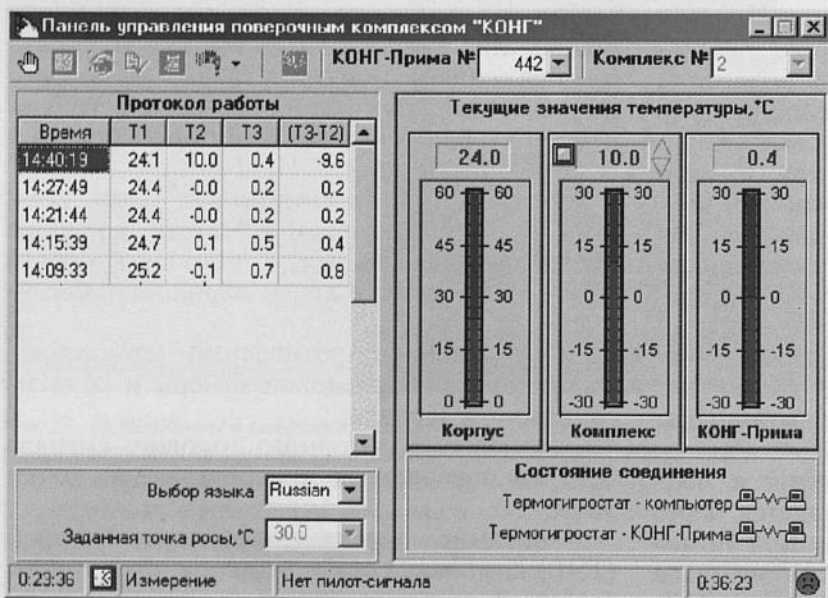 Панель управления поверочным комплексом "КОНГ"
КОНГ-Прима № 442 Комплекс № 2
Протокол работы
Время Т1 Т2 Т3 (Т3-Т2)
14:40:19 24.1 10.0 0.4 -9.6
14:27:49 24.4 -0.0 0.2 0.2
14:21:44 24.4 -0.0 0.2 0.2
14:15:39 24.7 0.1 0.5 0.4
14:09:33 25.2 -0.1 0.7 0.8
Текущие значения температуры,°С
24.0 10.0 0.4
60 60 30 30 30 30
45 45 15 15 15 15
30 30 0 0 0 0
15 15 -15 -15 -15 -15
0 0 -30 -30 -30 -30
Корпус Комплекс КОНГ-Прима
Выбор языка Russian
Заданная точка росы,°С 30.0
Состояние соединения
Термогигростат - компьютер
Термогигростат - КОНГ-Прима
0:23:36 Измерение Нет пилот-сигнала 0:36:23